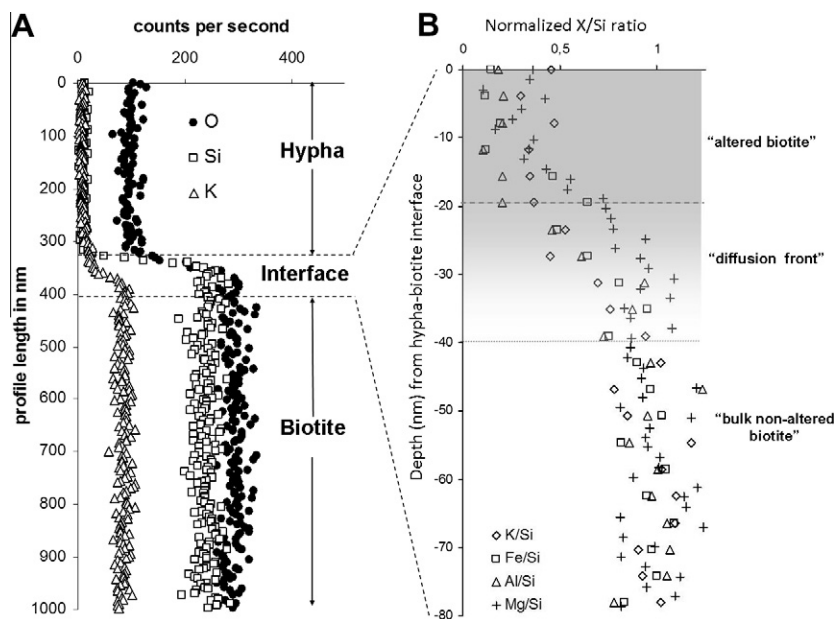 A
counts per second
0
200
400
profile length in nm
0
100
200
300
400
500
600
700
800
900
1000
O
Si
K
Hypha
Interface
Biotite
B
Normalized X/Si ratio
0
0,5
1
Depth (nm) from hypha-biotite interface
0
-10
-20
-30
-40
-50
-60
-70
-80
"altered biotite"
"diffusion front"
"bulk non-altered
biotite"
K/Si
Fe/Si
Al/Si
Mg/Si